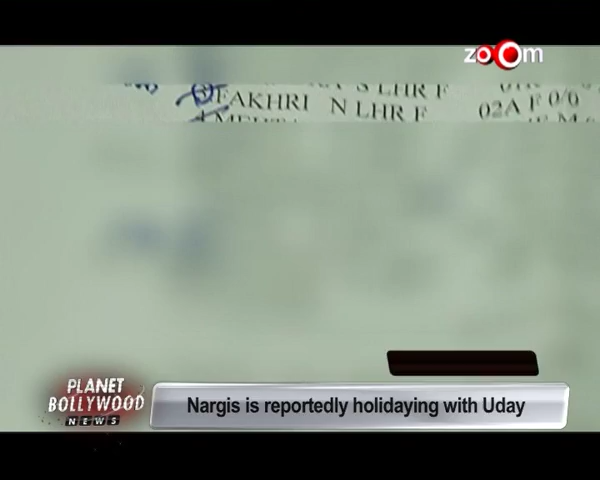 zoom
FAKHRI N LHR F 02A F 0/0
PLANET
BOLLYWOOD
NEWS
Nargis is reportedly holidaying with Uday